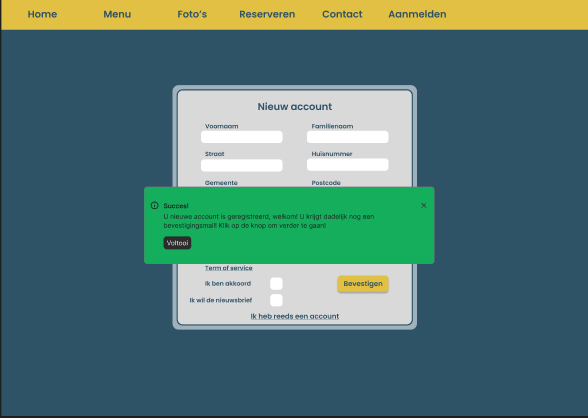 Home Menu Foto's Reserveren Contact Aanmelden
Nieuw account
Voornaam Familienaam
Straat Huisnummer
Gemeente Postcode
Succes!
U nieuwe account is geregistreerd, welkom! U krijgt dadelijk nog een
bevestigingsmail! Klik op de knop om verder te gaan!
Voltooi
Term of service
Ik ben akkoord
Bevestigen
Ik wil de nieuwsbrief
Ik heb reeds een account